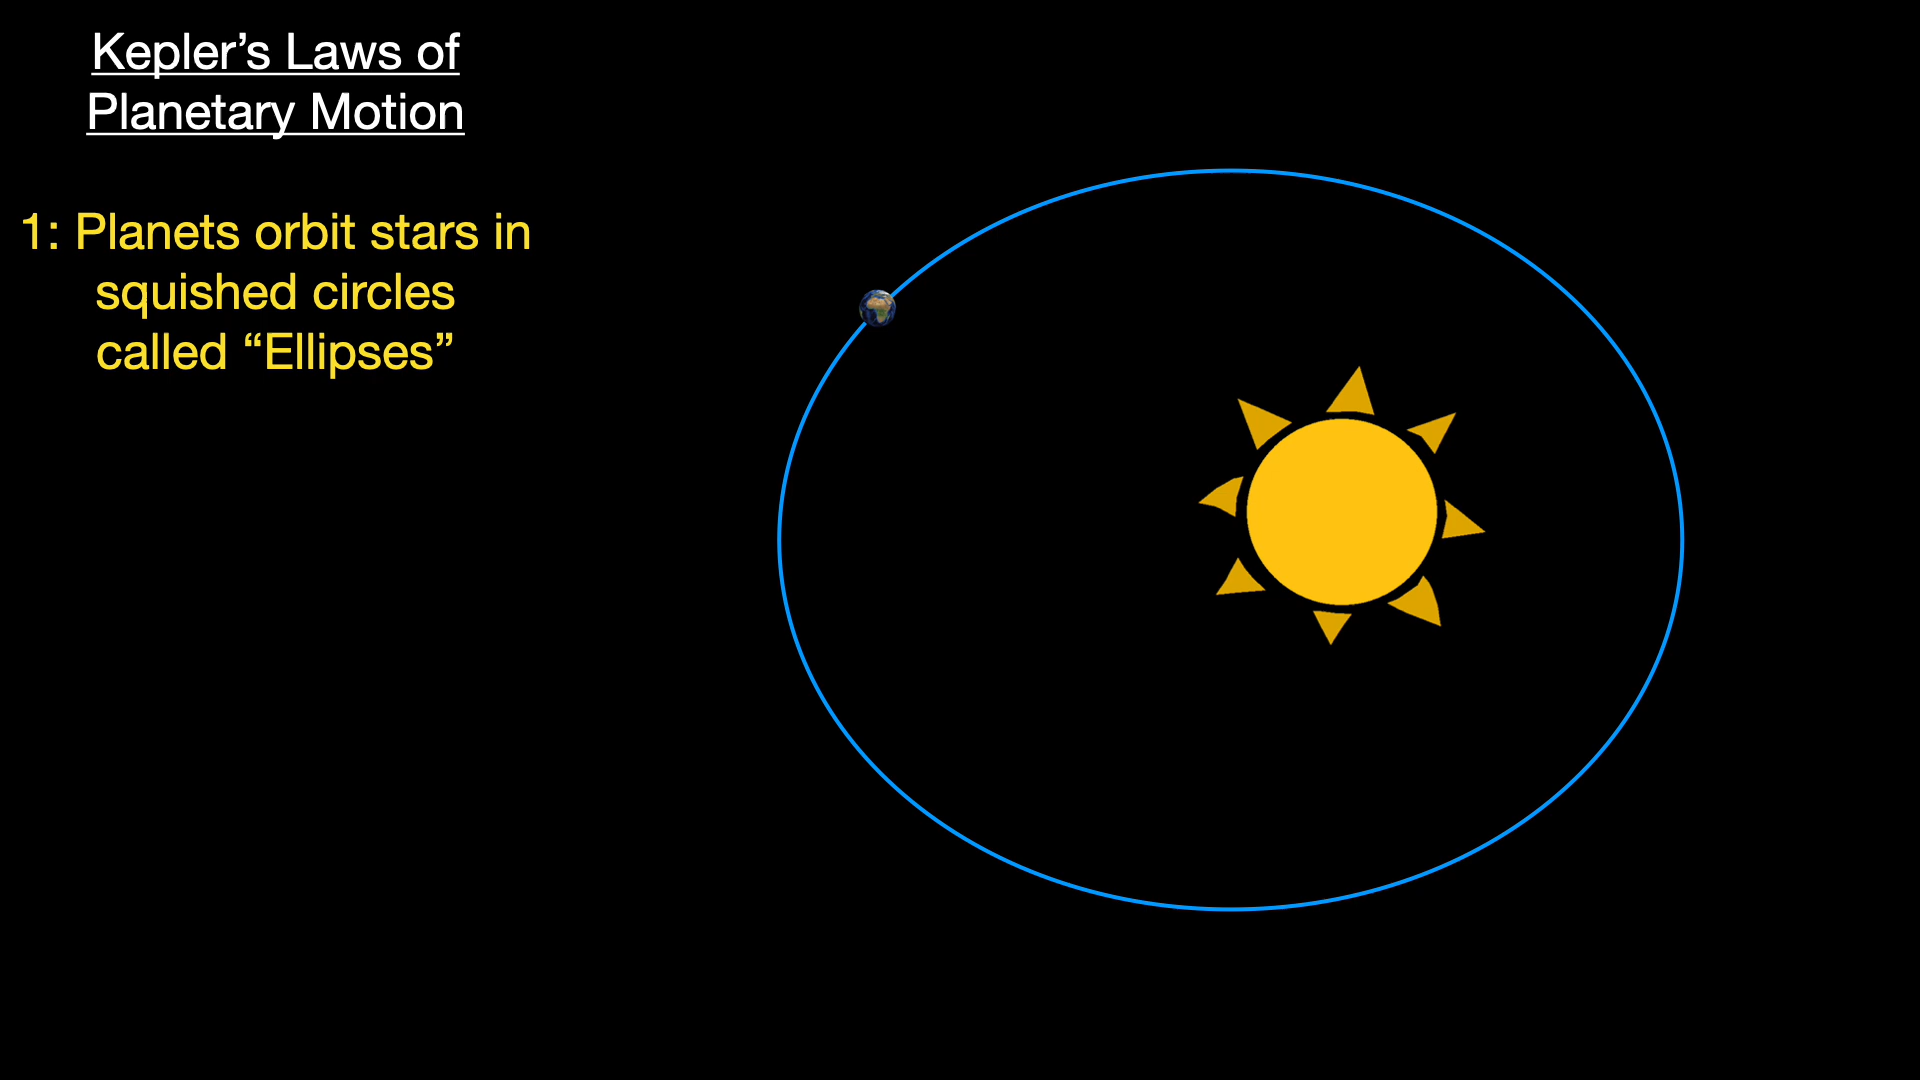 Kepler’s Laws of
Planetary Motion
1: Planets orbit stars in
squished circles
called “Ellipses”